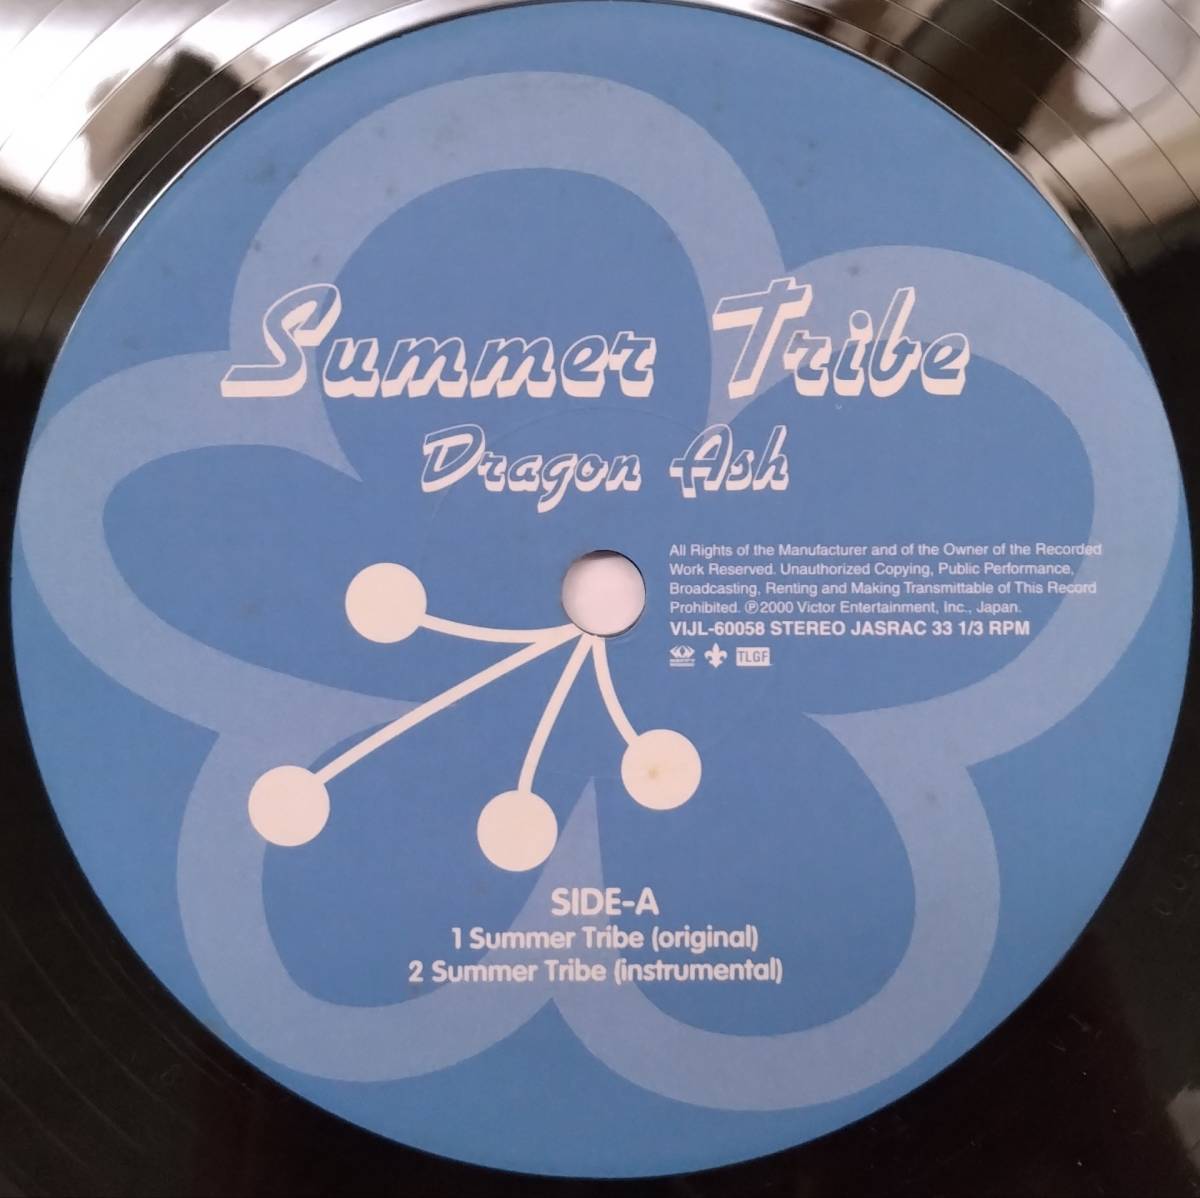 Summer Tribe
Dragon Ash
All Rights of the Manufacturer and of the Owner of the Recorded
Work Reserved. Unauthorized Copying, Public Performance,
Broadcasting, Renting and Making Transmittable of This Record
Prohibited. ℗2000 Victor Entertainment, Inc., Japan.
VIJL-60058 STEREO JASRAC 33 1/3 RPM
TLGF
SIDE-A
1 Summer Tribe (original)
2 Summer Tribe (instrumental)